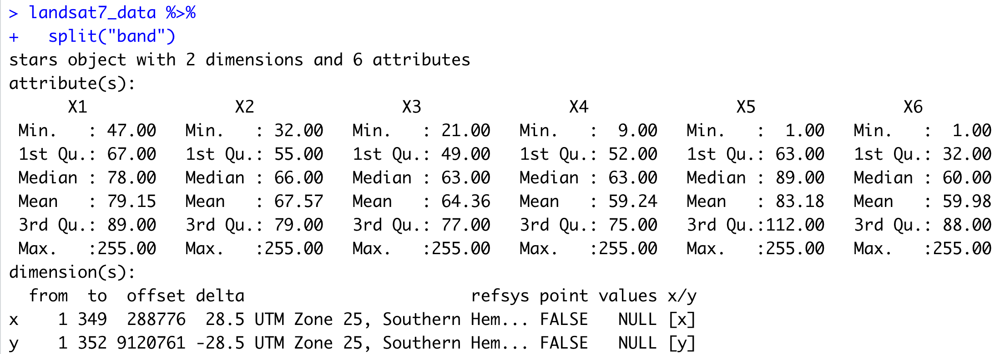 > landsat7_data %>%
+   split("band")
stars object with 2 dimensions and 6 attributes
attribute(s):
      X1               X2               X3               X4               X5               X6
 Min.   : 47.00   Min.   : 32.00   Min.   : 21.00   Min.   :  9.00   Min.   :  1.00   Min.   :  1.00
 1st Qu.: 67.00   1st Qu.: 55.00   1st Qu.: 49.00   1st Qu.: 52.00   1st Qu.: 63.00   1st Qu.: 32.00
 Median : 78.00   Median : 66.00   Median : 63.00   Median : 63.00   Median : 89.00   Median : 60.00
 Mean   : 79.15   Mean   : 67.57   Mean   : 64.36   Mean   : 59.24   Mean   : 83.18   Mean   : 59.98
 3rd Qu.: 89.00   3rd Qu.: 79.00   3rd Qu.: 77.00   3rd Qu.: 75.00   3rd Qu.:112.00   3rd Qu.: 88.00
 Max.   :255.00   Max.   :255.00   Max.   :255.00   Max.   :255.00   Max.   :255.00   Max.   :255.00
dimension(s):
  from  to  offset delta                       refsys point values x/y
x    1 349  288776  28.5 UTM Zone 25, Southern Hem... FALSE   NULL [x]
y    1 352 9120761 -28.5 UTM Zone 25, Southern Hem... FALSE   NULL [y]